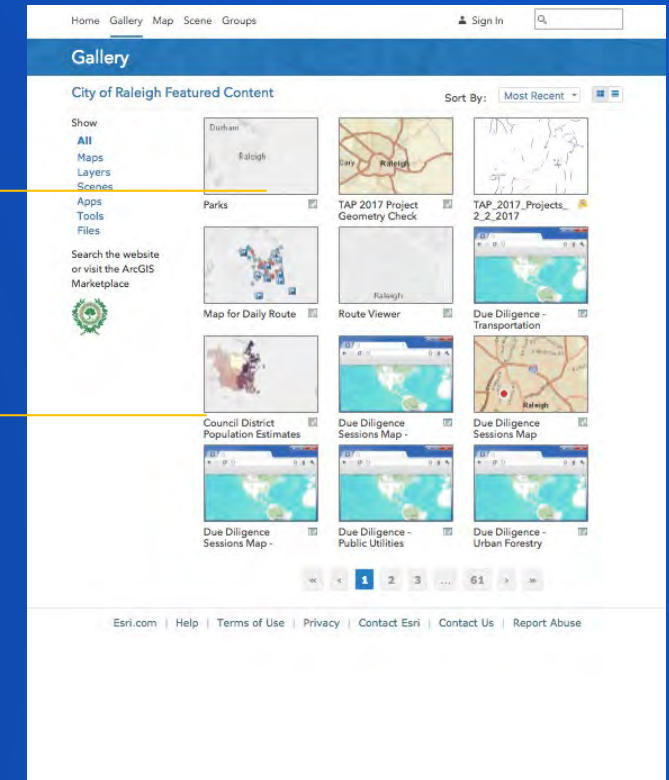 Home Gallery Map Scene Groups Sign In
Gallery
City of Raleigh Featured Content
Sort By: Most Recent
Show
All
Maps
Layers
Scenes
Apps
Tools
Files
Search the website
or visit the ArcGIS
Marketplace
Durham
Raleigh
Parks
Cary Raleigh
TAP 2017 Project
Geometry Check
TAP_2017_Projects_
2_2_2017
Map for Daily Route
Raleigh
Route Viewer
Due Diligence -
Transportation
Council District
Population Estimates
Due Diligence
Sessions Map -
Raleigh
Due Diligence
Sessions Map
Due Diligence
Sessions Map -
Due Diligence -
Public Utilities
Due Diligence -
Urban Forestry
« ‹ 1 2 3 ... 61 › »
Esri.com | Help | Terms of Use | Privacy | Contact Esri | Contact Us | Report Abuse